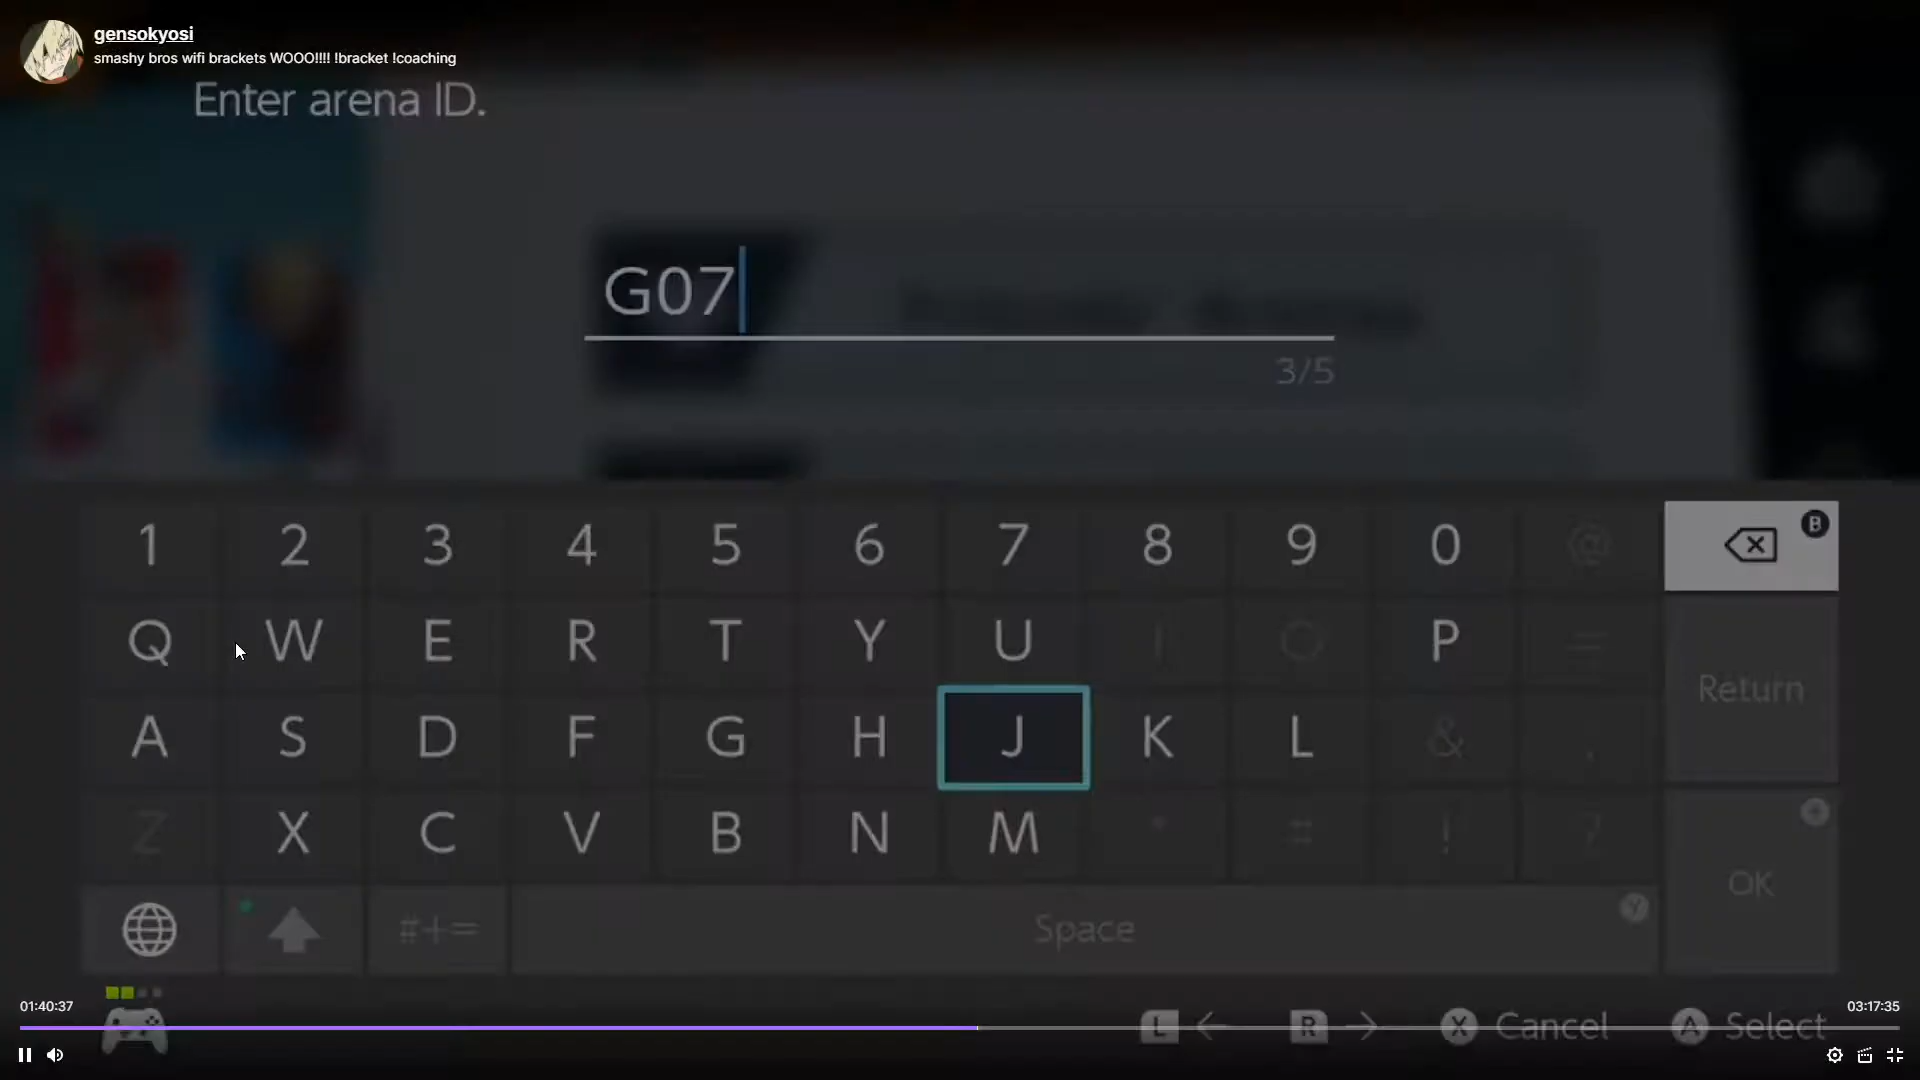 gensokyosi
smashy bros wifi brackets WOOO!!!! !bracket !coaching
Enter arena ID.
G07
3/5
1 2 3 4 5 6 7 8 9 0 @
B
Q W E R T Y U I O P =
Return
A S D F G H J K L & .
Z X C V B N M * # ! ?
+
OK
#+= Space Y
01:40:37
03:17:35
L ← R → X Cancel A Select